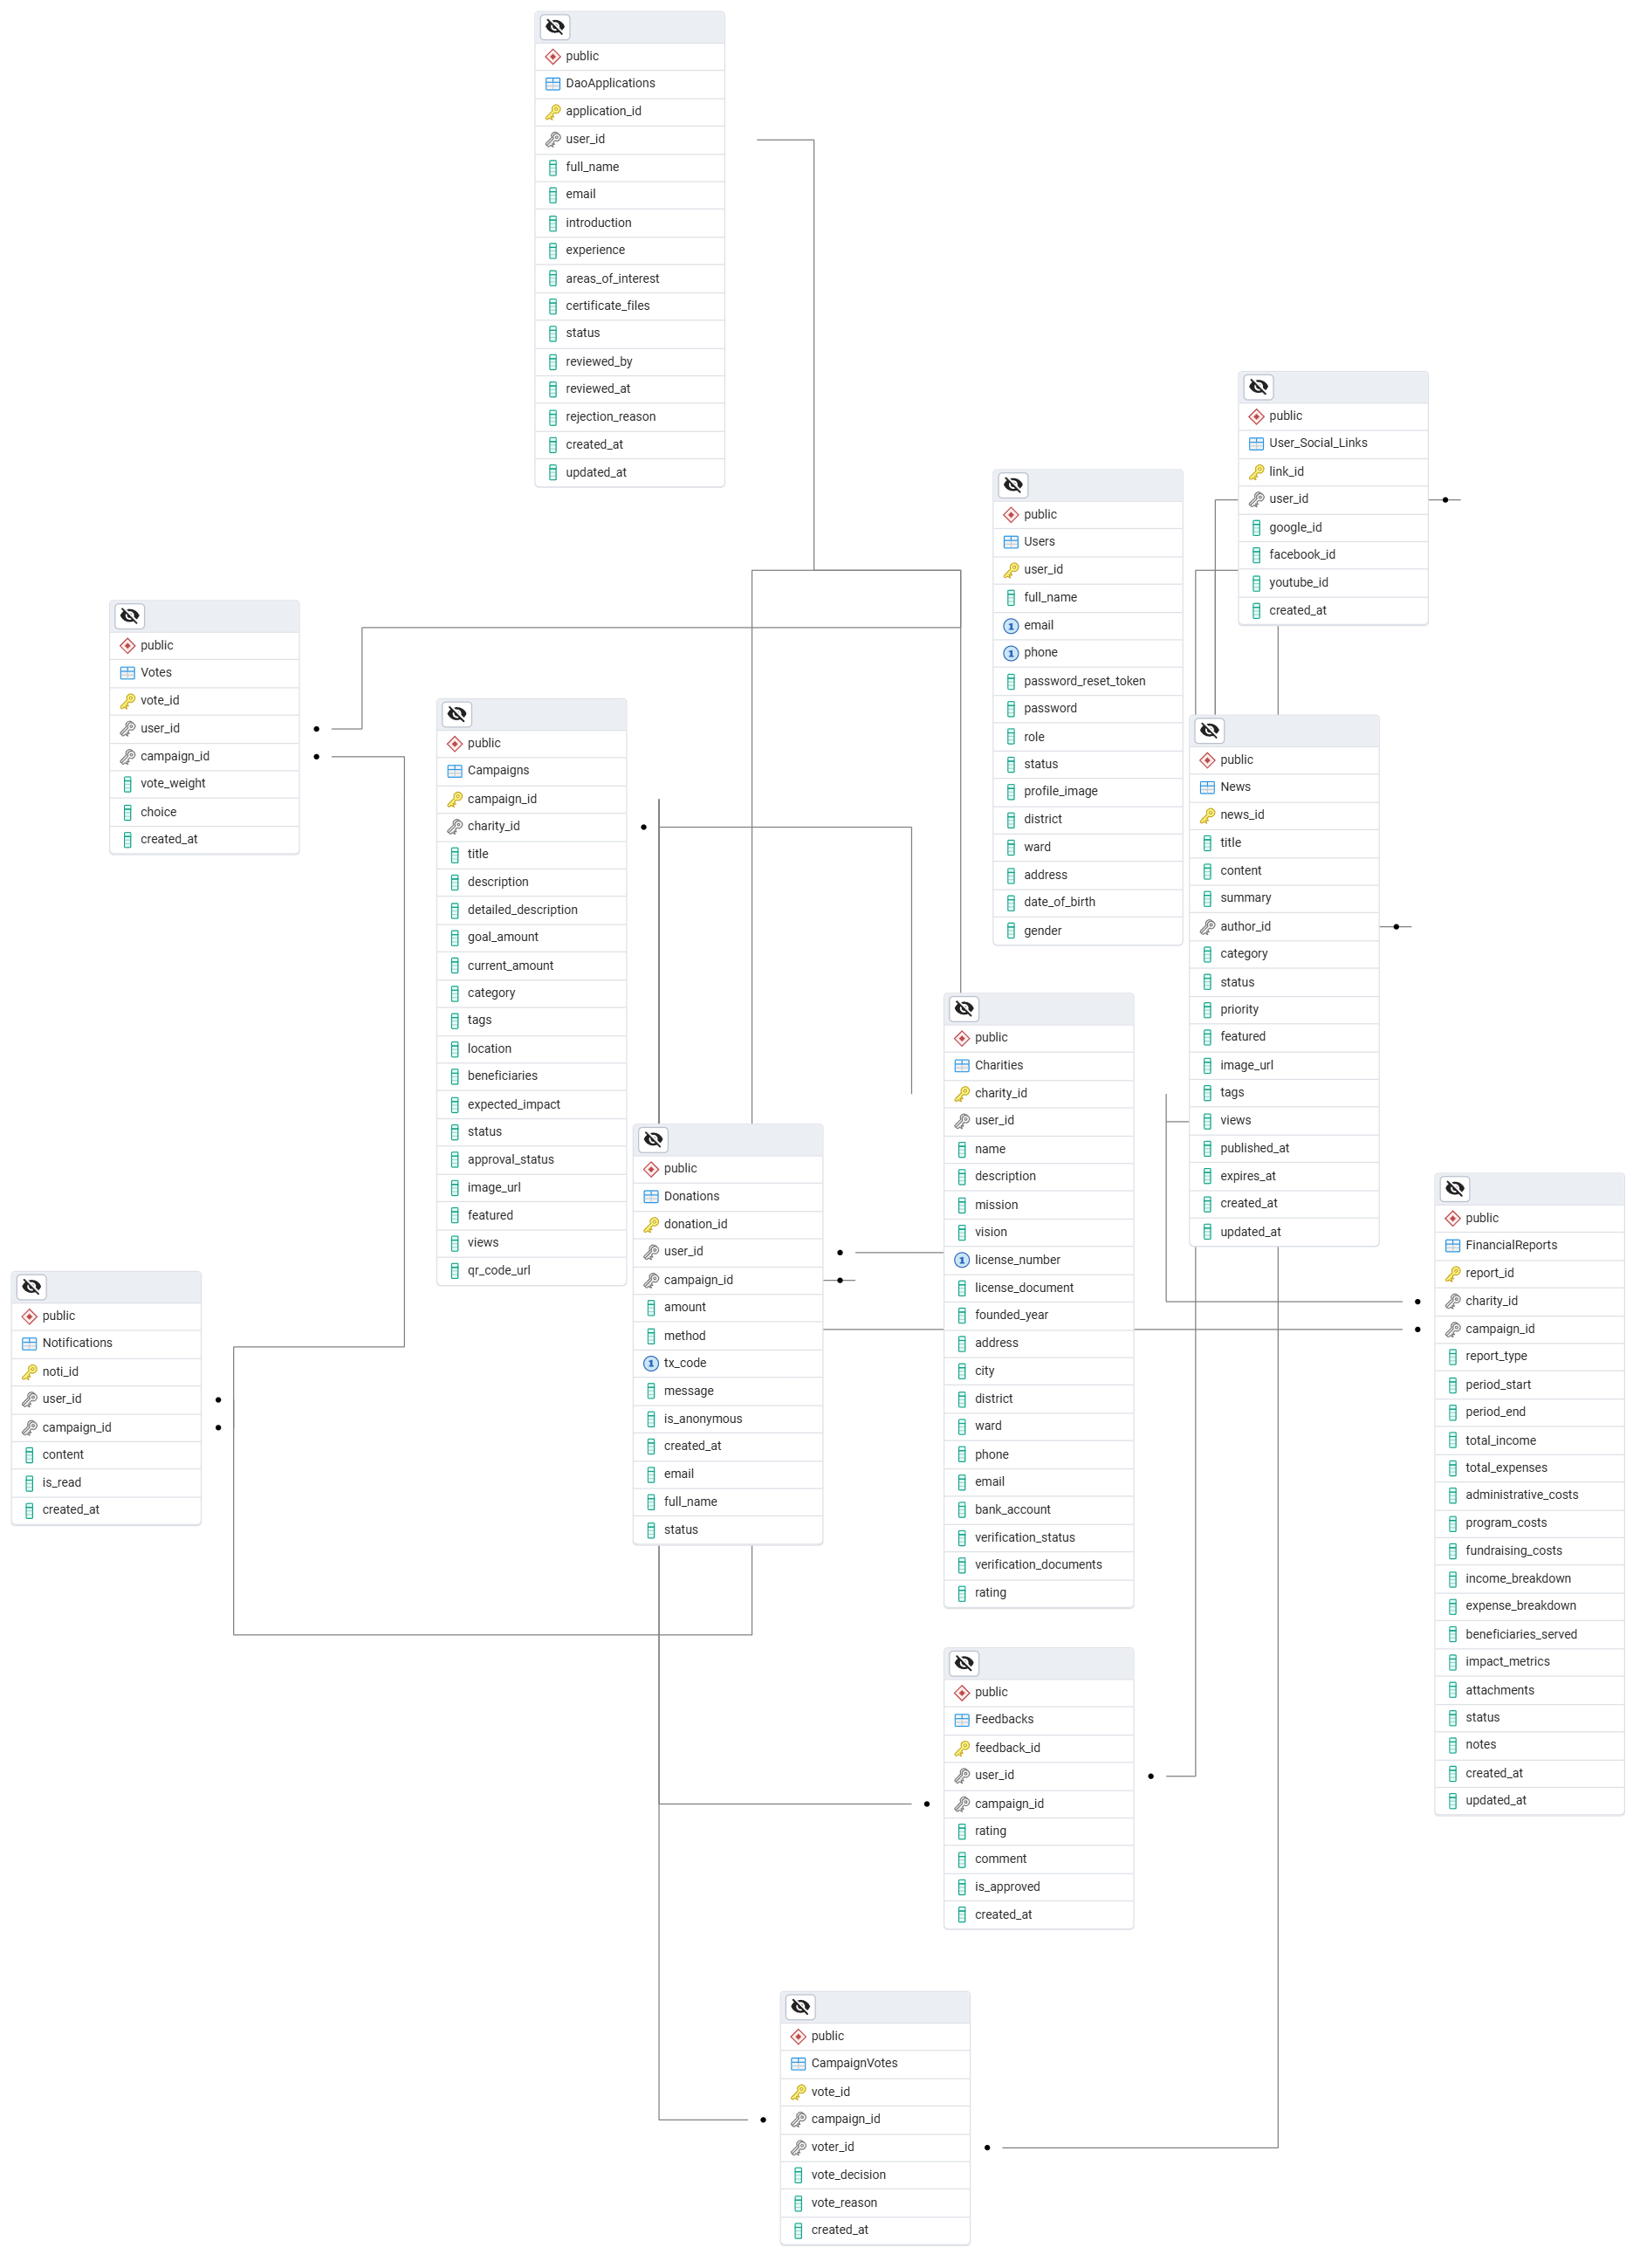 public
DaoApplications
application_id
user_id
full_name
email
introduction
experience
areas_of_interest
certificate_files
status
reviewed_by
reviewed_at
rejection_reason
created_at
updated_at
public
User_Social_Links
link_id
user_id
google_id
facebook_id
youtube_id
created_at
public
Users
user_id
full_name
1 email
1 phone
password_reset_token
password
role
status
profile_image
district
ward
address
date_of_birth
gender
public
Votes
vote_id
user_id
campaign_id
vote_weight
choice
created_at
public
Campaigns
campaign_id
charity_id
title
description
detailed_description
goal_amount
current_amount
category
tags
location
beneficiaries
expected_impact
status
approval_status
image_url
featured
views
qr_code_url
public
News
news_id
title
content
summary
author_id
category
status
priority
featured
image_url
tags
views
published_at
expires_at
created_at
updated_at
public
Charities
charity_id
user_id
name
description
mission
vision
1 license_number
license_document
founded_year
address
city
district
ward
phone
email
bank_account
verification_status
verification_documents
rating
public
Donations
donation_id
user_id
campaign_id
amount
method
1 tx_code
message
is_anonymous
created_at
email
full_name
status
public
FinancialReports
report_id
charity_id
campaign_id
report_type
period_start
period_end
total_income
total_expenses
administrative_costs
program_costs
fundraising_costs
income_breakdown
expense_breakdown
beneficiaries_served
impact_metrics
attachments
status
notes
created_at
updated_at
public
Notifications
noti_id
user_id
campaign_id
content
is_read
created_at
public
Feedbacks
feedback_id
user_id
campaign_id
rating
comment
is_approved
created_at
public
CampaignVotes
vote_id
campaign_id
voter_id
vote_decision
vote_reason
created_at